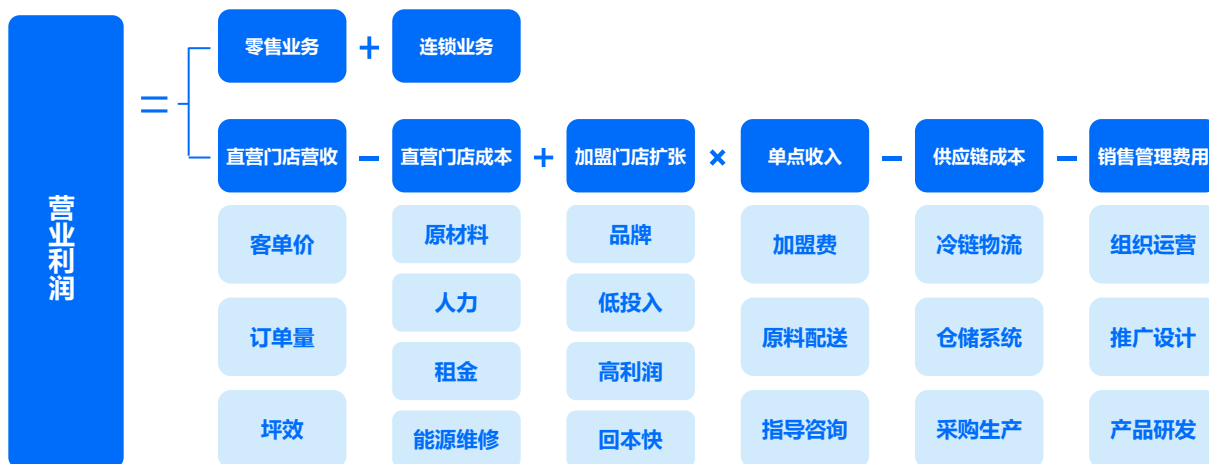 营业利润
=
零售业务 + 连锁业务
直营门店营收 - 直营门店成本 + 加盟门店扩张 × 单点收入 - 供应链成本 - 销售管理费用
客单价
订单量
坪效
原材料
人力
租金
能源维修
品牌
低投入
高利润
回本快
加盟费
原料配送
指导咨询
冷链物流
仓储系统
采购生产
组织运营
推广设计
产品研发